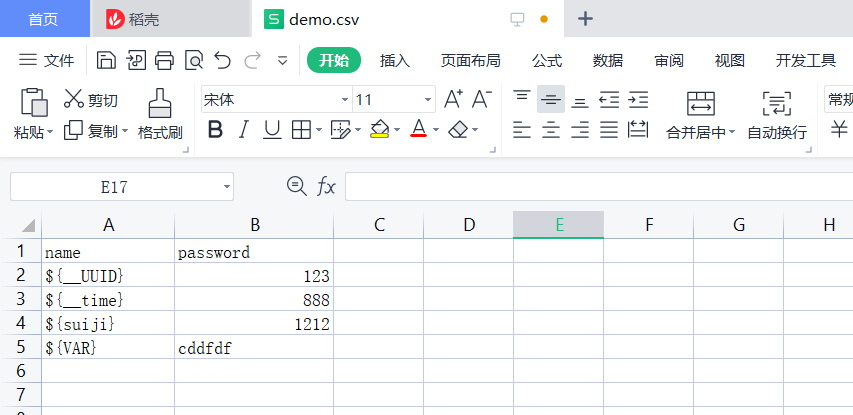 首页 稻壳 demo.csv
文件 开始 插入 页面布局 公式 数据 审阅 视图 开发工具
粘贴 剪切 复制 格式刷 宋体 11 A+ A- B I U A 合并居中 自动换行 常规 ¥
E17 fx
A B C D E F G H
1 name password
2 ${__UUID} 123
3 ${__time} 888
4 ${suiji} 1212
5 ${VAR} cddfdf
6
7